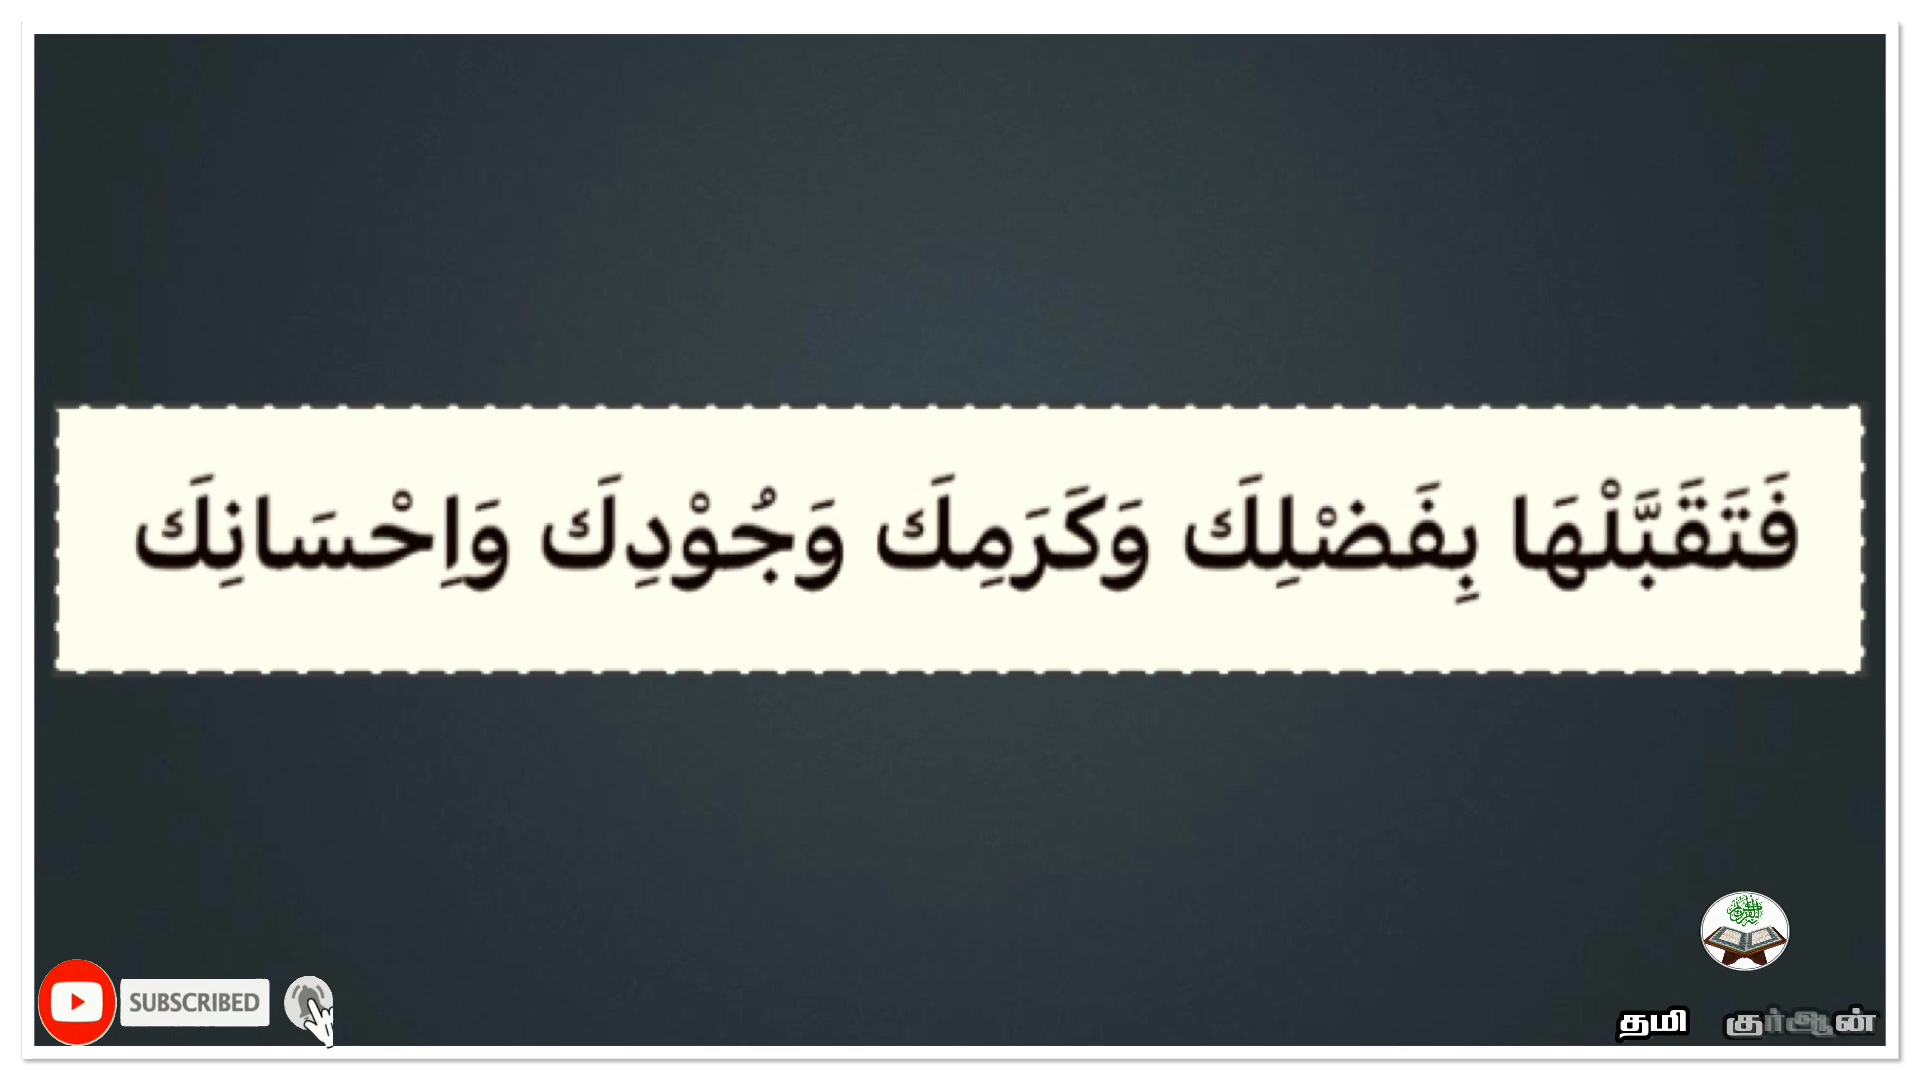 فَتَقَبَّلْهَا بِفَضْلِكَ وَكَرَمِكَ وَجُوْدِكَ وَاِحْسَانِكَ
SUBSCRIBED
தமி குர்ஆன்